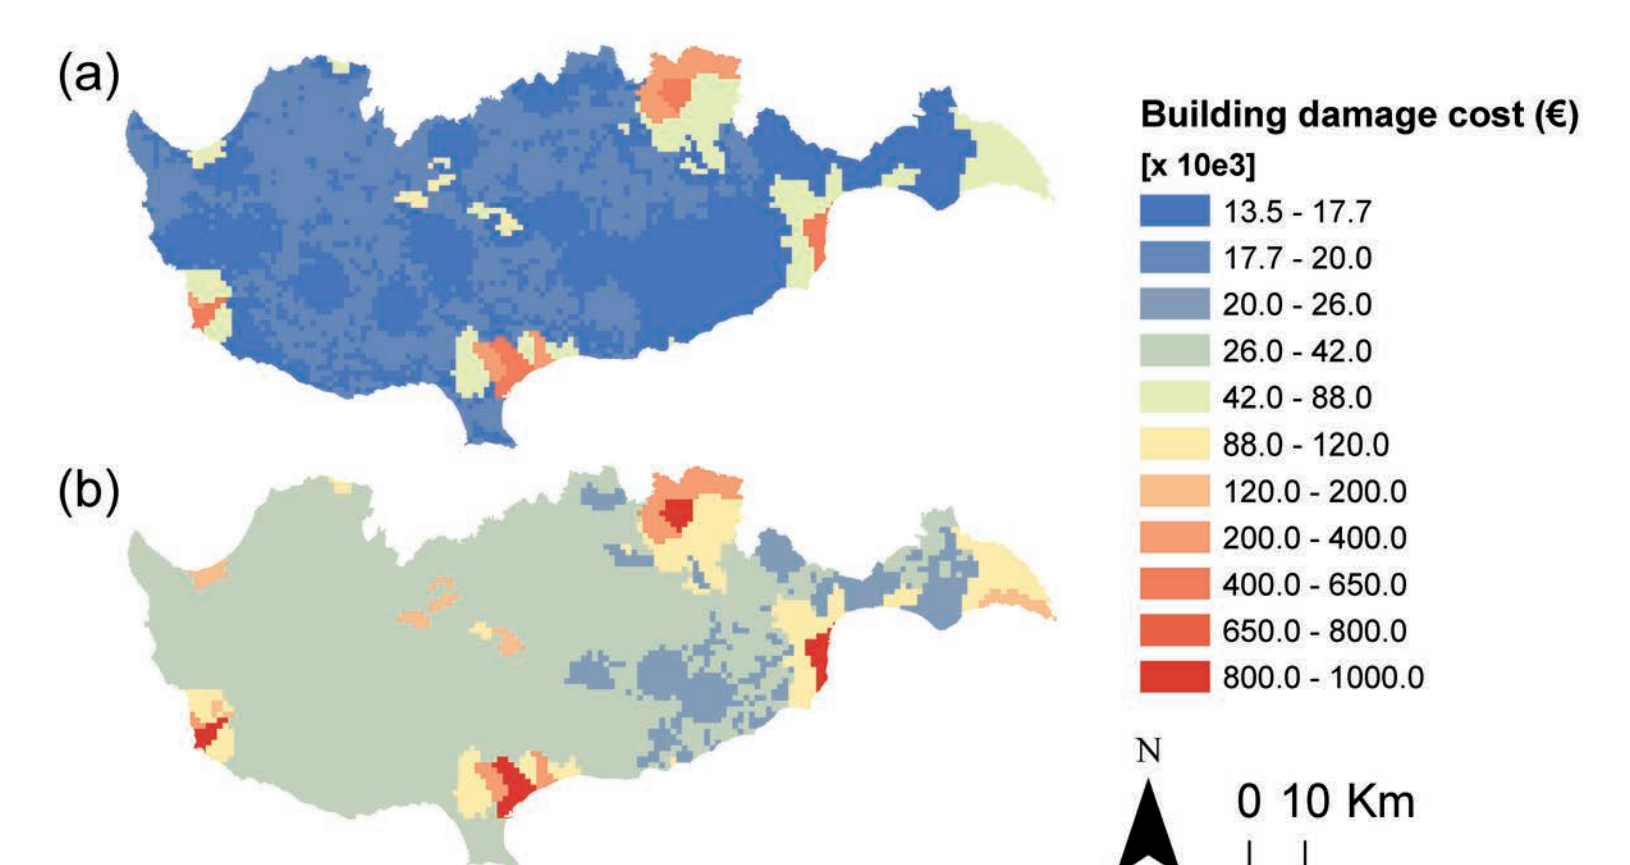 (a)
(b)
Building damage cost (€)
[x 10e3]
13.5 - 17.7
17.7 - 20.0
20.0 - 26.0
26.0 - 42.0
42.0 - 88.0
88.0 - 120.0
120.0 - 200.0
200.0 - 400.0
400.0 - 650.0
650.0 - 800.0
800.0 - 1000.0
N
0 10 Km